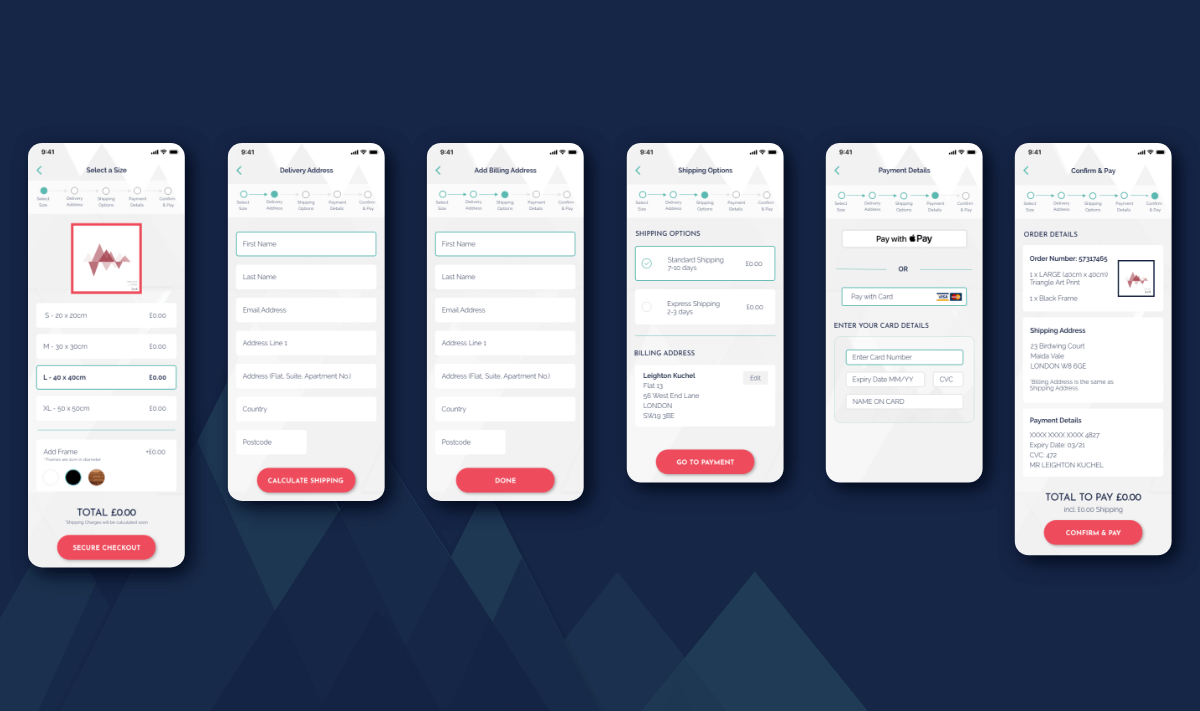 9:41
Select a Size
Select Size
Delivery Address
Shipping Options
Payment Details
Confirm & Pay
S - 20 x 20cm £0.00
M - 30 x 30cm £0.00
L - 40 x 40cm £0.00
XL - 50 x 50cm £0.00
Add Frame +£0.00
TOTAL £0.00
*Shipping Charges will be calculated soon
SECURE CHECKOUT
9:41
Delivery Address
Select Size
Delivery Address
Shipping Options
Payment Details
Confirm & Pay
First Name
Last Name
Email Address
Address Line 1
Address (Flat, Suite, Apartment No.)
Country
Postcode
CALCULATE SHIPPING
9:41
Add Billing Address
Select Size
Delivery Address
Shipping Options
Payment Details
Confirm & Pay
First Name
Last Name
Email Address
Address Line 1
Address (Flat, Suite, Apartment No.)
Country
Postcode
DONE
9:41
Shipping Options
Select Size
Delivery Address
Shipping Options
Payment Details
Confirm & Pay
SHIPPING OPTIONS
Standard Shipping £0.00
7-10 days
Express Shipping £0.00
2-3 days
BILLING ADDRESS
Leighton Kuchel Edit
Flat 13
56 West End Lane
LONDON
SW19 3BE
GO TO PAYMENT
9:41
Payment Details
Select Size
Delivery Address
Shipping Options
Payment Details
Confirm & Pay
Pay with Pay
OR
Pay with Card VISA
ENTER YOUR CARD DETAILS
Enter Card Number
Expiry Date MM/YY CVC
NAME ON CARD
9:41
Confirm & Pay
Select Size
Delivery Address
Shipping Options
Payment Details
Confirm & Pay
ORDER DETAILS
Order Number: 57317465
1 x LARGE (40cm x 40cm)
Triangle Art Print
1 x Black Frame
Shipping Address
23 Birdwing Court
Maida Vale
LONDON W8 6GE
*Billing Address is the same as
Shipping Address
Payment Details
XXXX XXXX XXXX 4827
Expiry Date: 03/21
CVC: 472
MR LEIGHTON KUCHEL
TOTAL TO PAY £0.00
incl. £0.00 Shipping
CONFIRM & PAY